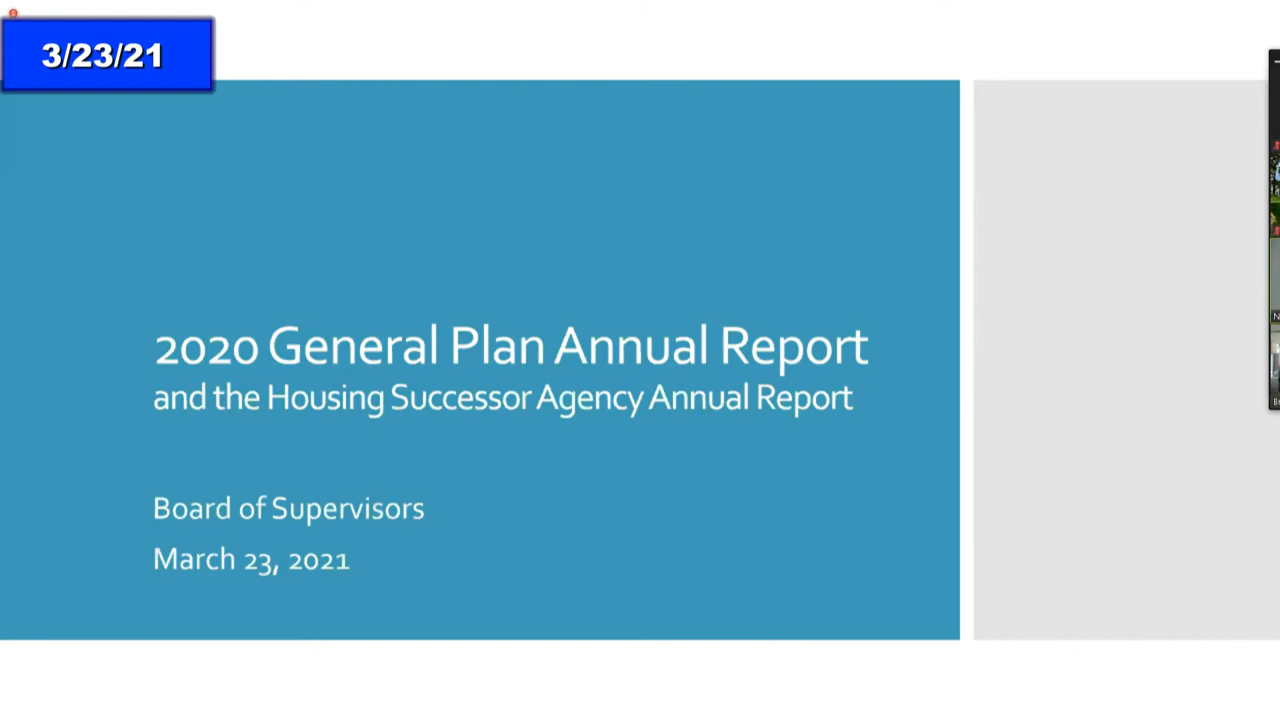 3/23/21
2020 General Plan Annual Report
and the Housing Successor Agency Annual Report
Board of Supervisors
March 23, 2021